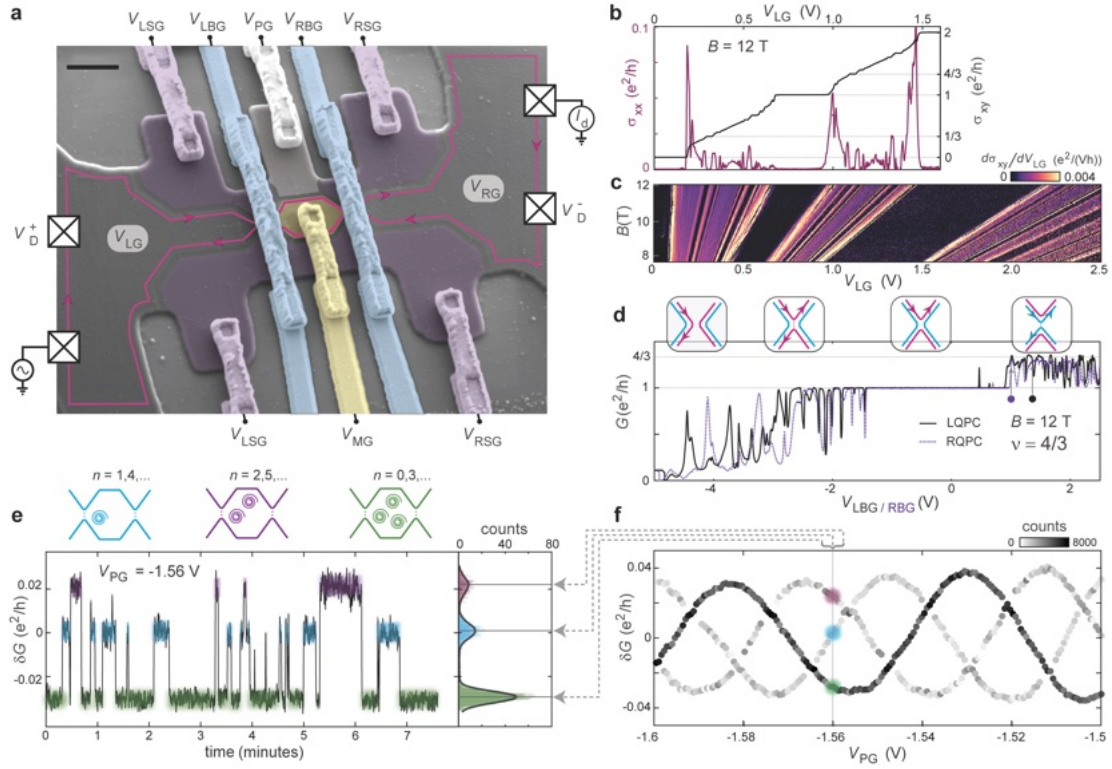 a
V_LSG V_LBG V_PG V_RBG V_RSG
I_d
V_D^+
V_LG
V_RG
V_D^-
V_LSG V_MG V_RSG
b
V_LG (V)
0 0.5 1.0 1.5
B = 12 T
σ_xx (e²/h)
0.1
0
σ_xy (e²/h)
2
4/3
1
1/3
0
dσ_xy/dV_LG (e²/(Vh))
0 0.004
c
B(T)
12
10
8
0 0.5 1.0 1.5 2.0 2.5
V_LG (V)
d
G(e²/h)
4/3
1
0
LQPC
RQPC
B = 12 T
ν = 4/3
-4 -2 0 2
V_LBG / RBG (V)
n = 1,4,... n = 2,5,... n = 0,3,...
e
V_PG = -1.56 V
δG (e²/h)
0.02
0
-0.02
0 1 2 3 4 5 6 7
time (minutes)
counts
0 40 80
f
counts
0 8000
δG (e²/h)
0.04
0
-0.04
-1.6 -1.58 -1.56 -1.54 -1.52 -1.5
V_PG (V)